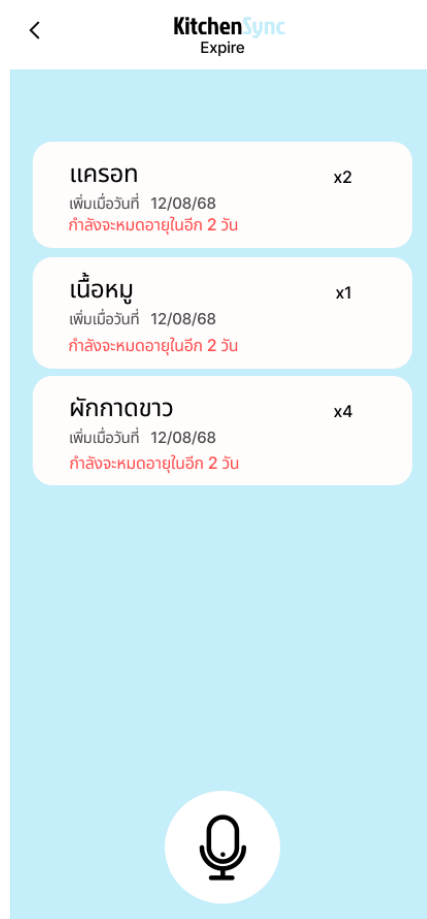 KitchenSync
Expire
แครอท x2
เพิ่มเมื่อวันที่ 12/08/68
กำลังจะหมดอายุในอีก 2 วัน
เนื้อหมู x1
เพิ่มเมื่อวันที่ 12/08/68
กำลังจะหมดอายุในอีก 2 วัน
ผักกาดขาว x4
เพิ่มเมื่อวันที่ 12/08/68
กำลังจะหมดอายุในอีก 2 วัน